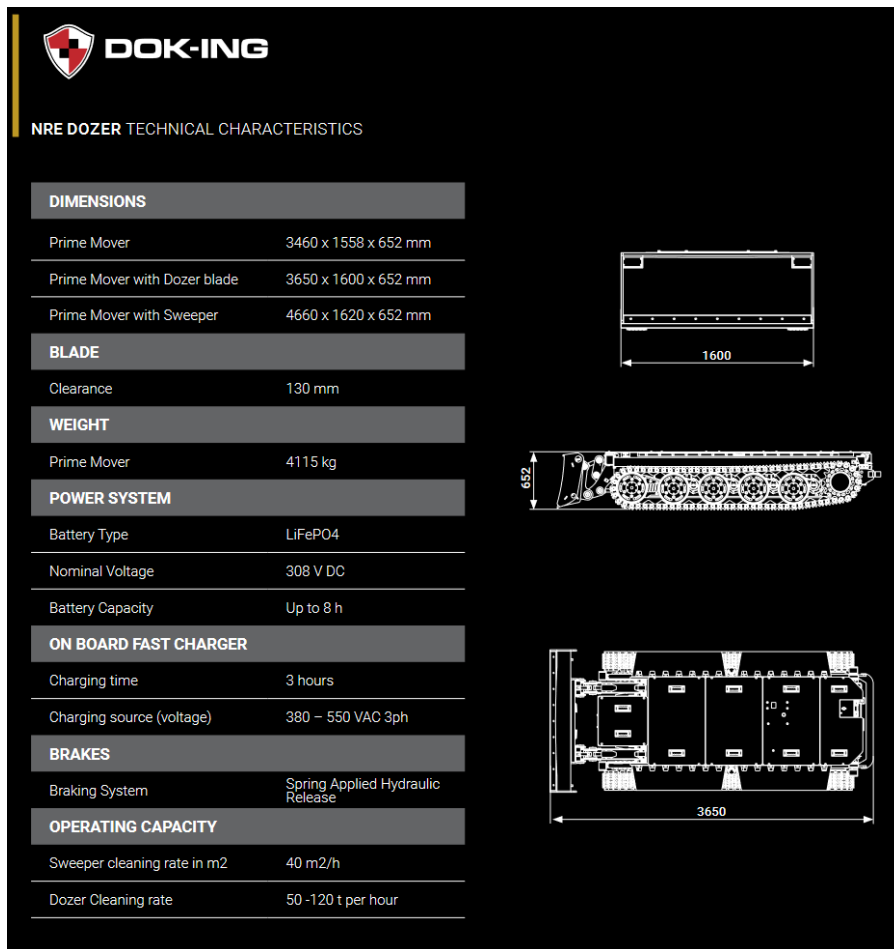 DOK-ING
NRE DOZER TECHNICAL CHARACTERISTICS
DIMENSIONS
Prime Mover 3460 x 1558 x 652 mm
Prime Mover with Dozer blade 3650 x 1600 x 652 mm
Prime Mover with Sweeper 4660 x 1620 x 652 mm
BLADE
Clearance 130 mm
WEIGHT
Prime Mover 4115 kg
POWER SYSTEM
Battery Type LiFePO4
Nominal Voltage 308 V DC
Battery Capacity Up to 8 h
ON BOARD FAST CHARGER
Charging time 3 hours
Charging source (voltage) 380 – 550 VAC 3ph
BRAKES
Braking System Spring Applied Hydraulic
Release
OPERATING CAPACITY
Sweeper cleaning rate in m2 40 m2/h
Dozer Cleaning rate 50 -120 t per hour
1600
652
3650